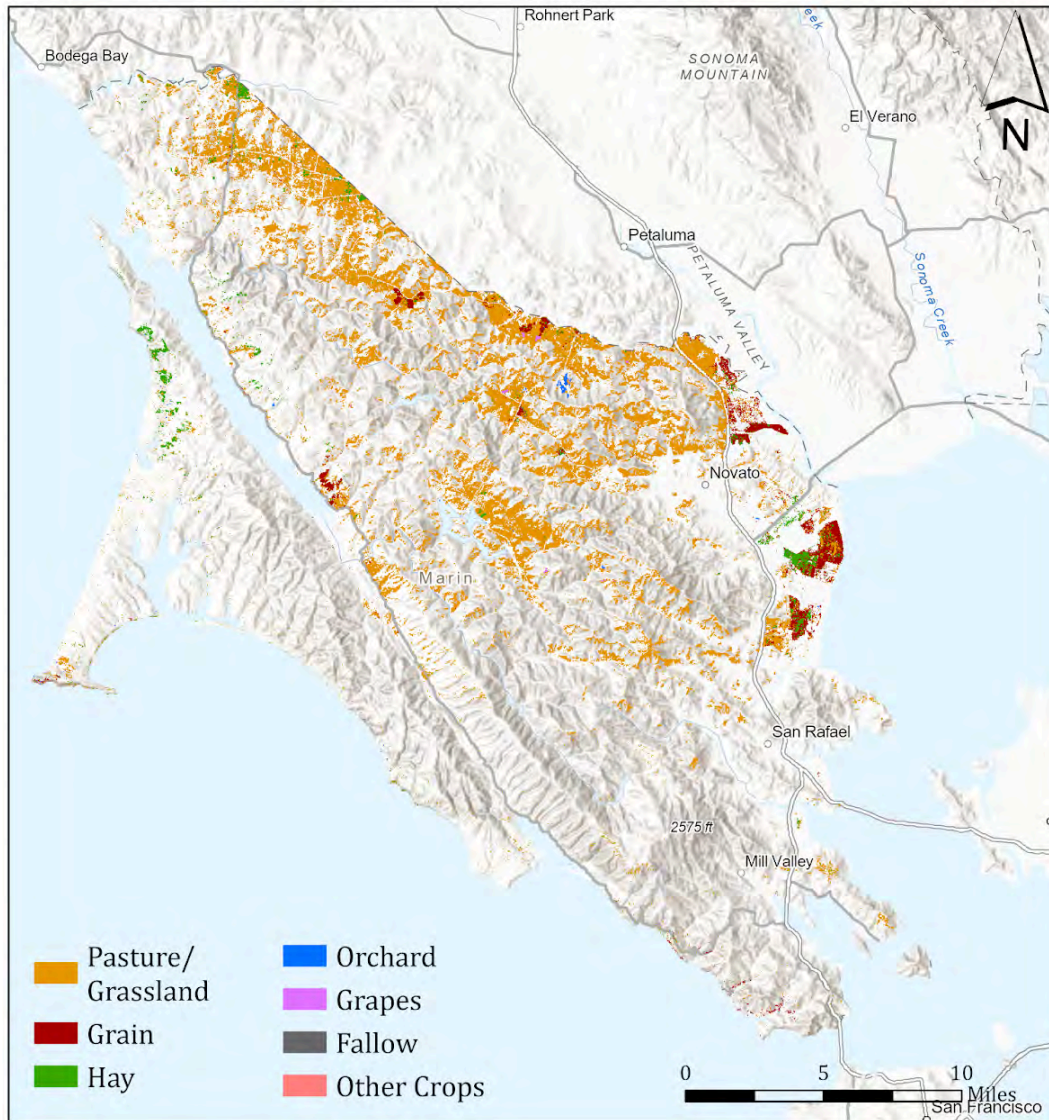 Rohnert Park
Bodega Bay
SONOMA
MOUNTAIN
El Verano
N
Petaluma
PETALUMA VALLEY
Sonoma Creek
Novato
Marin
San Rafael
2575 ft
Mill Valley
Pasture/
Grassland
Grain
Hay
Orchard
Grapes
Fallow
Other Crops
0 5 10
Miles
San Francisco